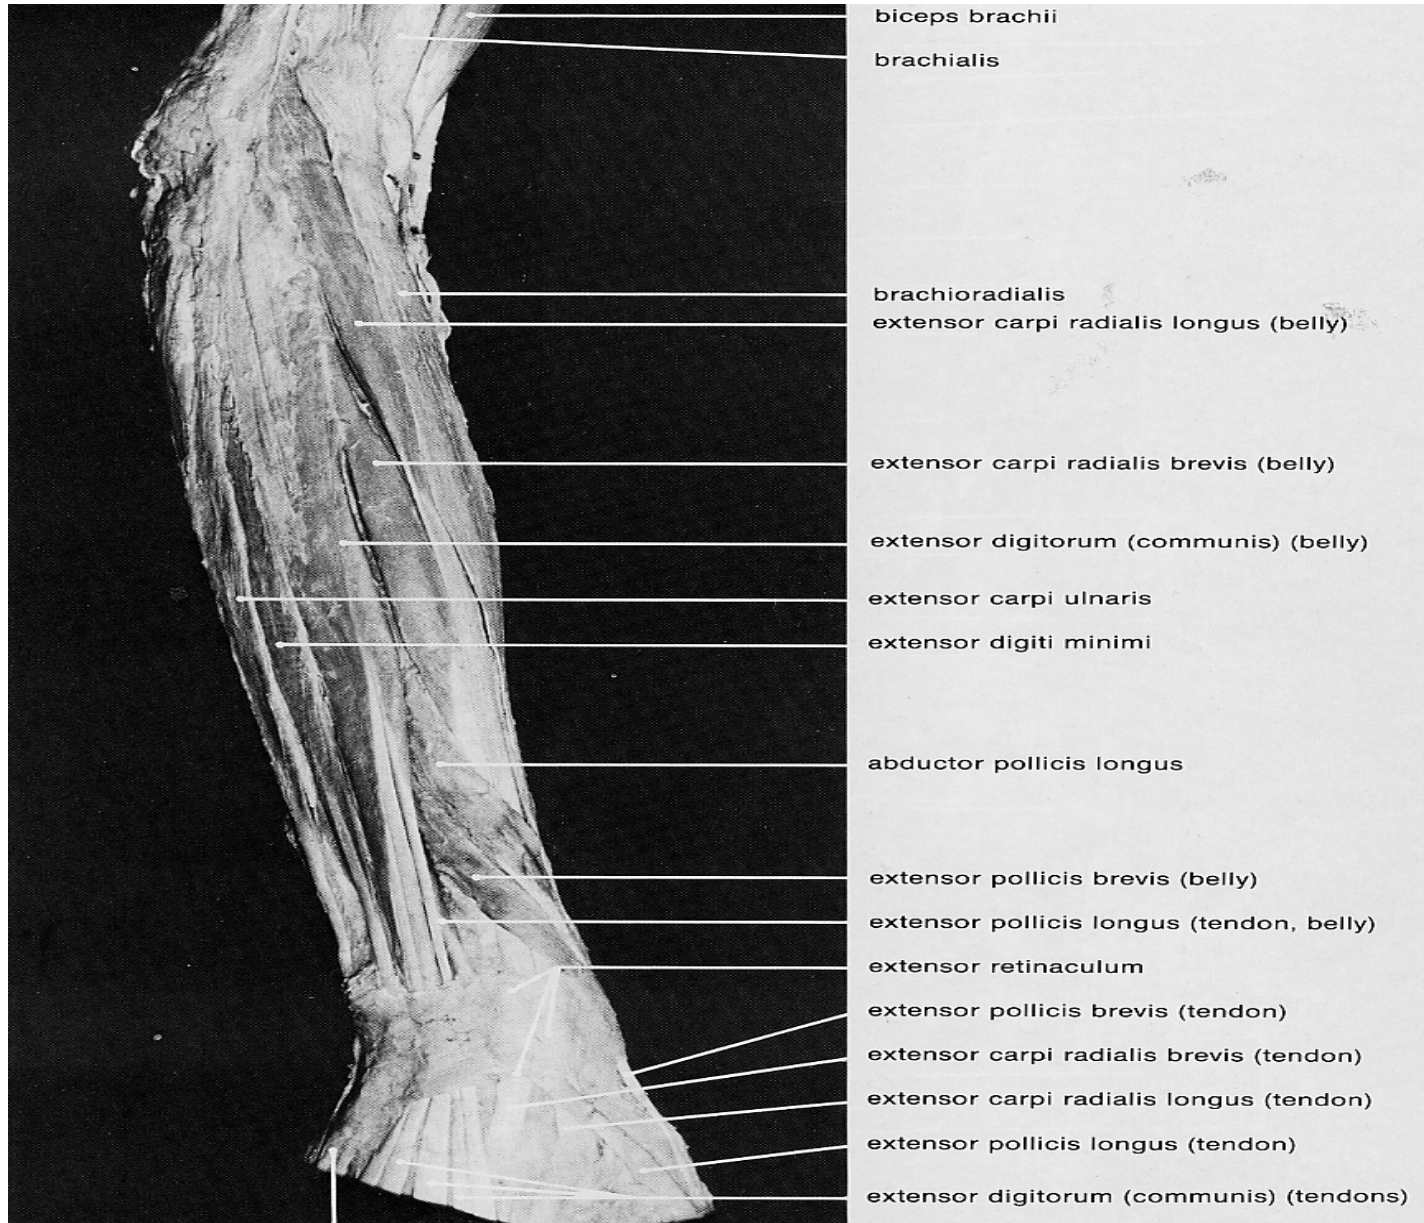 biceps brachii
brachialis
brachioradialis
extensor carpi radialis longus (belly)
extensor carpi radialis brevis (belly)
extensor digitorum (communis) (belly)
extensor carpi ulnaris
extensor digiti minimi
abductor pollicis longus
extensor pollicis brevis (belly)
extensor pollicis longus (tendon, belly)
extensor retinaculum
extensor pollicis brevis (tendon)
extensor carpi radialis brevis (tendon)
extensor carpi radialis longus (tendon)
extensor pollicis longus (tendon)
extensor digitorum (communis) (tendons)